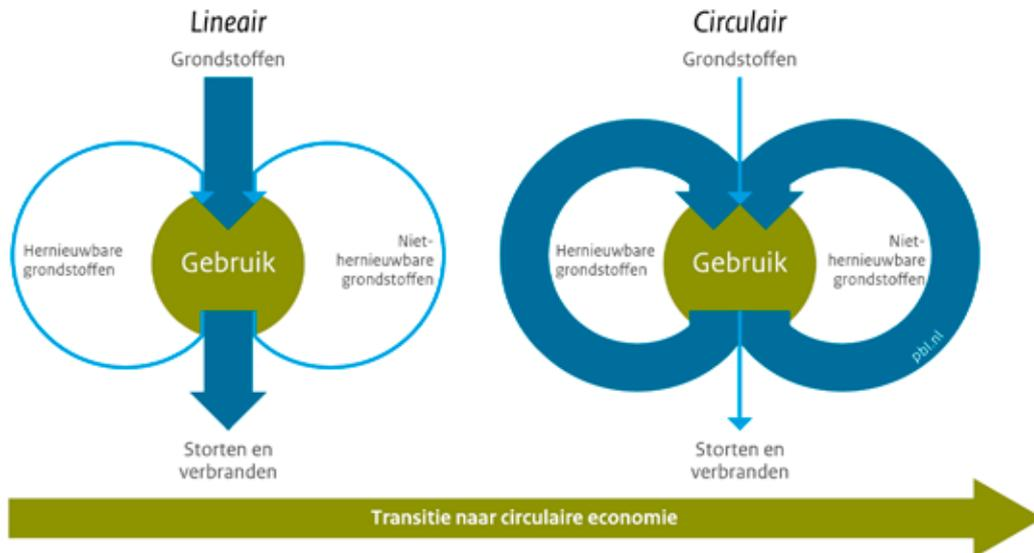 Lineair
Grondstoffen
Hernieuwbare
grondstoffen
Gebruik
Niet-
hernieuwbare
grondstoffen
Storten en
verbranden
Circulair
Grondstoffen
Hernieuwbare
grondstoffen
Gebruik
Niet-
hernieuwbare
grondstoffen
pbl.nl
Storten en
verbranden
Transitie naar circulaire economie